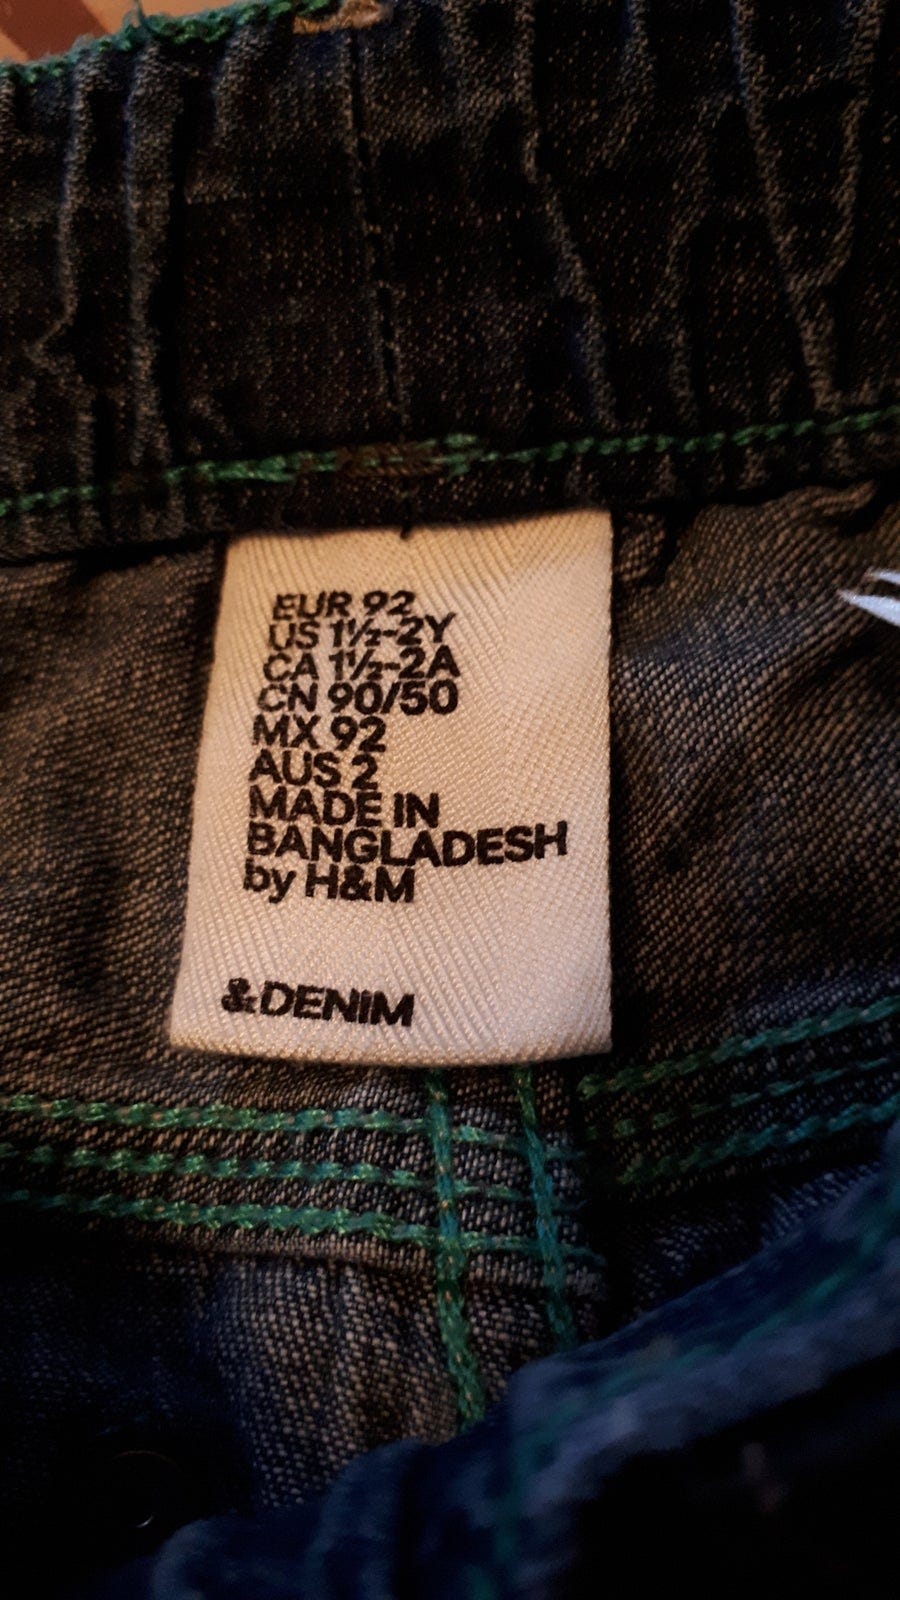 EUR 92
US 1½-2Y
CA 1½-2A
CN 90/50
MX 92
AUS 2
MADE IN
BANGLADESH
by H&M
&DENIM